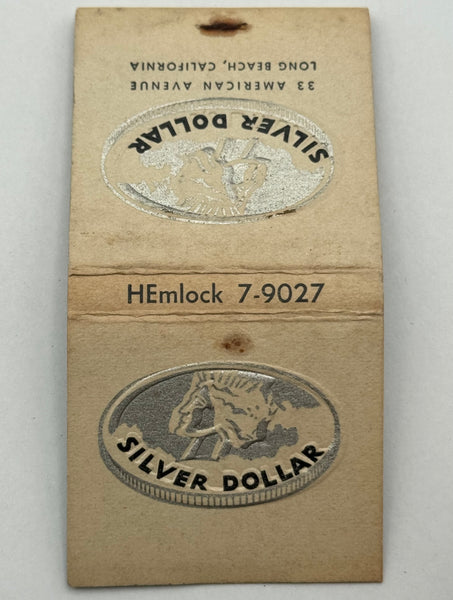 33 AMERICAN AVENUE
LONG BEACH, CALIFORNIA
SILVER DOLLAR
HEmlock 7-9027
SILVER DOLLAR